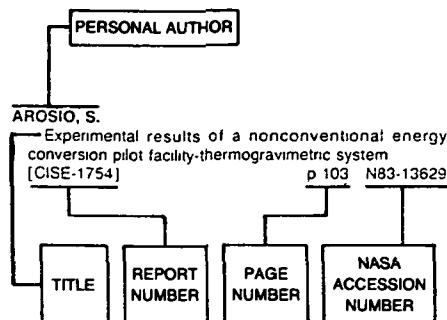 PERSONAL AUTHOR
AROSIO, S.
Experimental results of a nonconventional energy
conversion pilot facility-thermogravimetric system
[CISE-1754] p 103 N83-13629
TITLE
REPORT
NUMBER
PAGE
NUMBER
NASA
ACCESSION
NUMBER